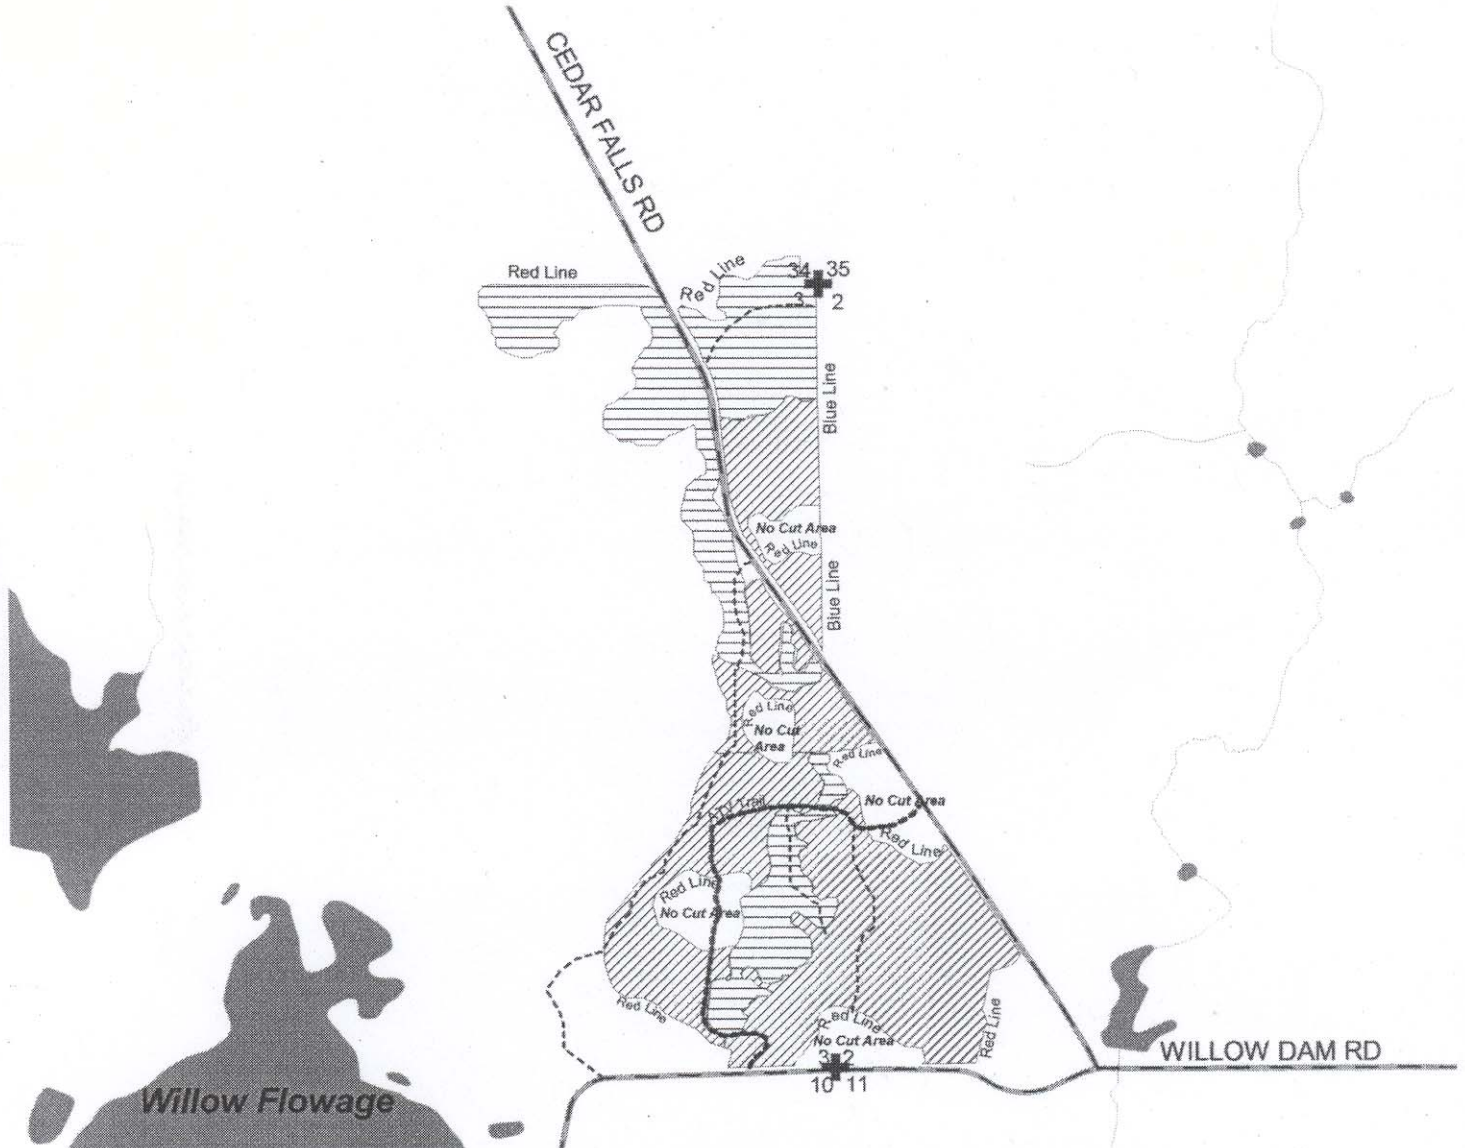 CEDAR FALLS RD
Red Line
Red Line
34 35
3 2
Blue Line
No Cut Area
Red Line
Blue Line
Red Line
No Cut
Area
Red Line
No Cut Area
ATV Trail
Red Line
Red Line
No Cut Area
Red Line
Red Line
Red Line
No Cut Area
3 2
10 11
WILLOW DAM RD
Willow Flowage